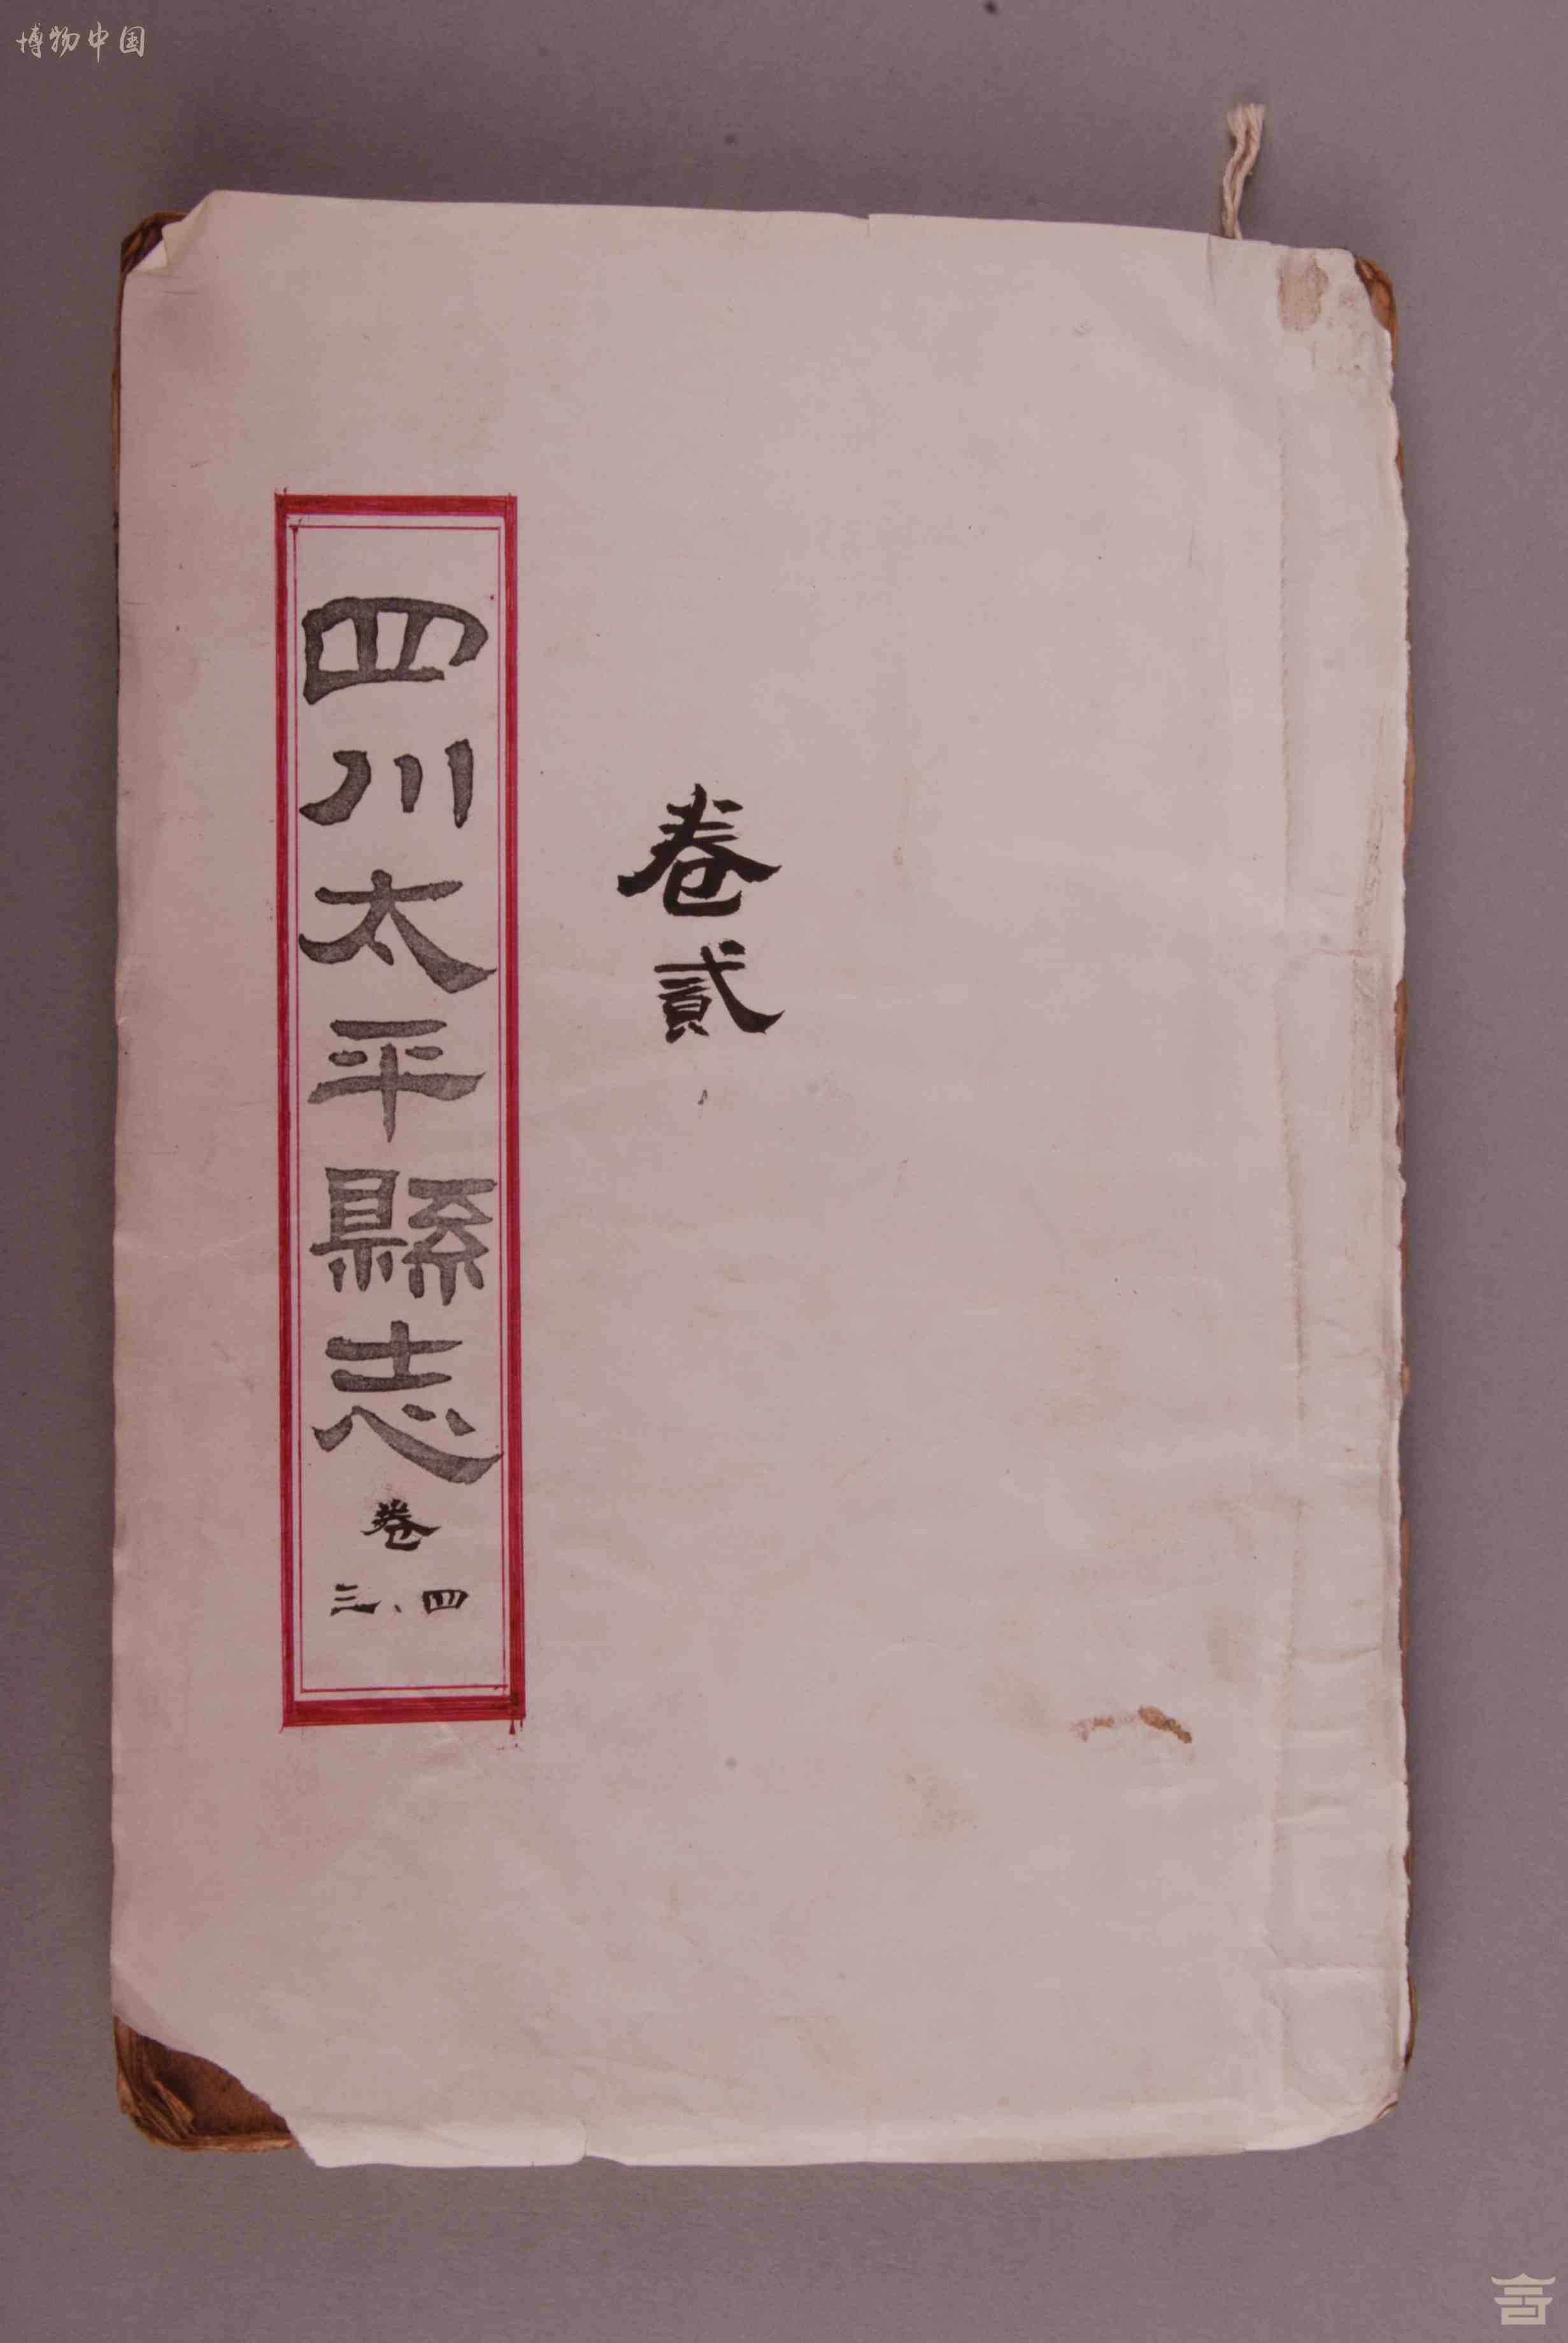 博物中国
卷貳
四川太平縣志
卷
三、四